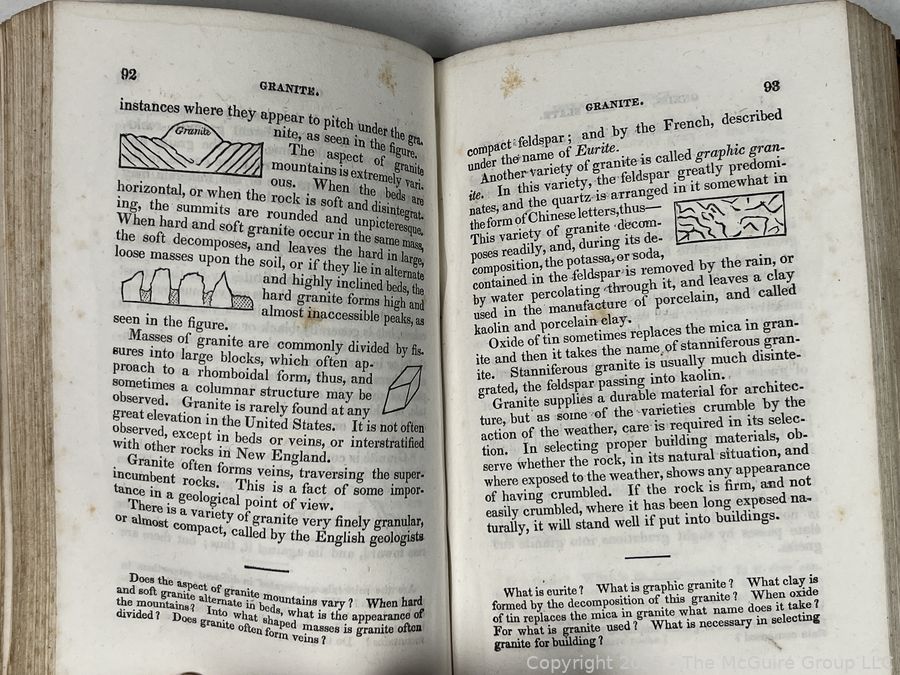 92
GRANITE.
instances where they appear to pitch under the gra-
Granite
nite, as seen in the figure.
The aspect of granite
mountains is extremely vari-
ous. When the beds are
horizontal, or when the rock is soft and disintegrat-
ing, the summits are rounded and unpicturesque.
When hard and soft granite occur in the same mass,
the soft decomposes, and leaves the hard in large,
loose masses upon the soil, or if they lie in alternate
and highly inclined beds, the
hard granite forms high and
almost inaccessible peaks, as
seen in the figure.
Masses of granite are commonly divided by fis-
sures into large blocks, which often ap-
proach to a rhomboidal form, thus, and
sometimes a columnar structure may be
observed. Granite is rarely found at any
great elevation in the United States. It is not often
observed, except in beds or veins, or interstratified
with other rocks in New England.
Granite often forms veins, traversing the super-
incumbent rocks. This is a fact of some impor-
tance in a geological point of view.
There is a variety of granite very finely granular,
or almost compact, called by the English geologists
Does the aspect of granite mountains vary? When hard
and soft granite alternate in beds, what is the appearance of
the mountains? Into what shaped masses is granite often
divided? Does granite often form veins?
GRANITE.
93
compact feldspar; and by the French, described
under the name of Eurite.
Another variety of granite is called graphic gran-
ite. In this variety, the feldspar greatly predomi-
nates, and the quartz is arranged in it somewhat in
the form of Chinese letters, thus—
This variety of granite decom-
poses readily, and, during its de-
composition, the potassa, or soda,
contained in the feldspar is removed by the rain, or
by water percolating through it, and leaves a clay
used in the manufacture of porcelain, and called
kaolin and porcelain clay.
Oxide of tin sometimes replaces the mica in gran-
ite and then it takes the name of stanniferous gran-
ite. Stanniferous granite is usually much disinte-
grated, the feldspar passing into kaolin.
Granite supplies a durable material for architec-
ture, but as some of the varieties crumble by the
action of the weather, care is required in its selec-
tion. In selecting proper building materials, ob-
serve whether the rock, in its natural situation, and
where exposed to the weather, shows any appearance
of having crumbled. If the rock is firm, and not
easily crumbled, where it has been long exposed na-
turally, it will stand well if put into buildings.
What is eurite? What is graphic granite? What clay is
formed by the decomposition of this granite? When oxide
of tin replaces the mica in granite what name does it take?
For what is granite used? What is necessary in selecting
granite for building?
Copyright The McGuire Group LLC